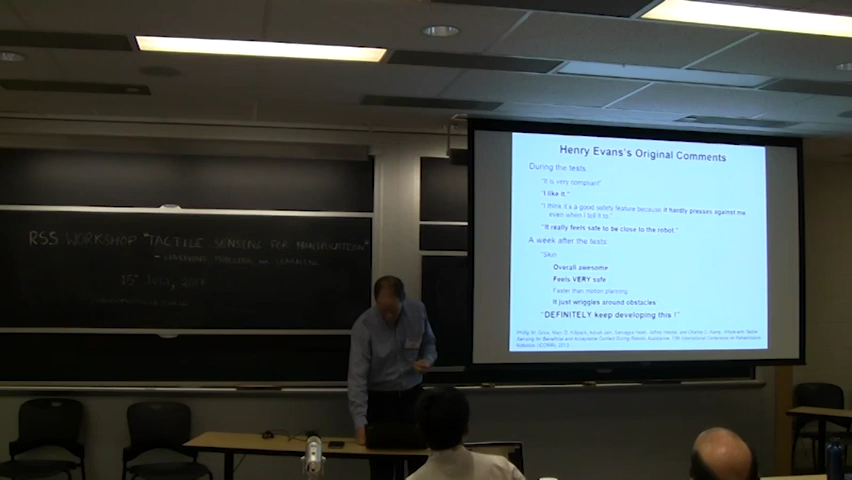 RSS WORKSHOP "TACTILE SENSING FOR MANIPULATION"
15th July, 2017
Henry Evans's Original Comments
During the tests:
"It is very compliant"
"I like it."
"I think it's a good safety feature because it hardly presses against me
even when I tell it to."
"It really feels safe to be close to the robot."
A week after the tests:
"Skin
Overall awesome
Feels VERY safe
Faster than motion planning
It just wriggles around obstacles
"DEFINITELY keep developing this !"